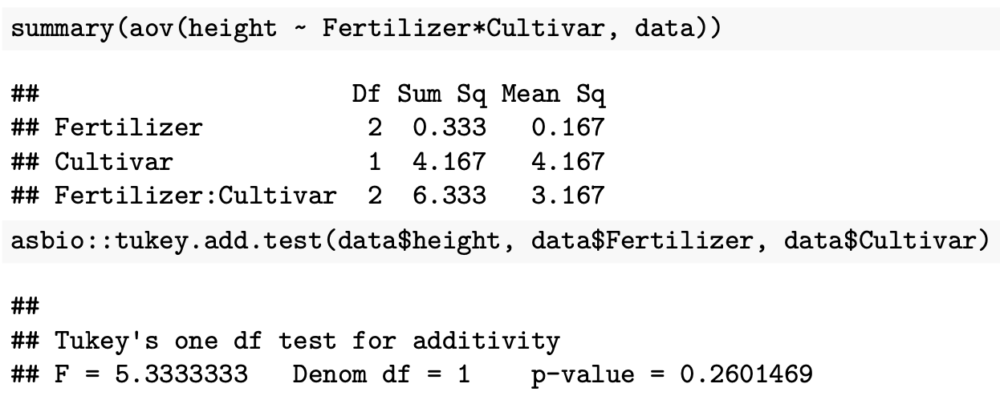 summary(aov(height ~ Fertilizer*Cultivar, data))
## Df Sum Sq Mean Sq
## Fertilizer 2 0.333 0.167
## Cultivar 1 4.167 4.167
## Fertilizer:Cultivar 2 6.333 3.167
asbio::tukey.add.test(data$height, data$Fertilizer, data$Cultivar)
##
## Tukey's one df test for additivity
## F = 5.3333333 Denom df = 1 p-value = 0.2601469